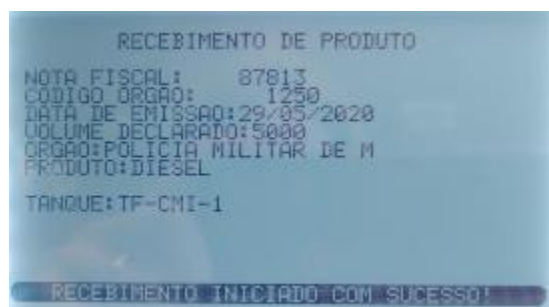 RECEBIMENTO DE PRODUTO
NOTA FISCAL: 87813
CODIGO ORGAO: 1250
DATA DE EMISSAO:29/05/2020
VOLUME DECLARADO:5000
ORGAO:POLICIA MILITAR DE M
PRODUTO:DIESEL
TANQUE:TF-CMI-1
RECEBIMENTO INICIADO COM SUCESSO!